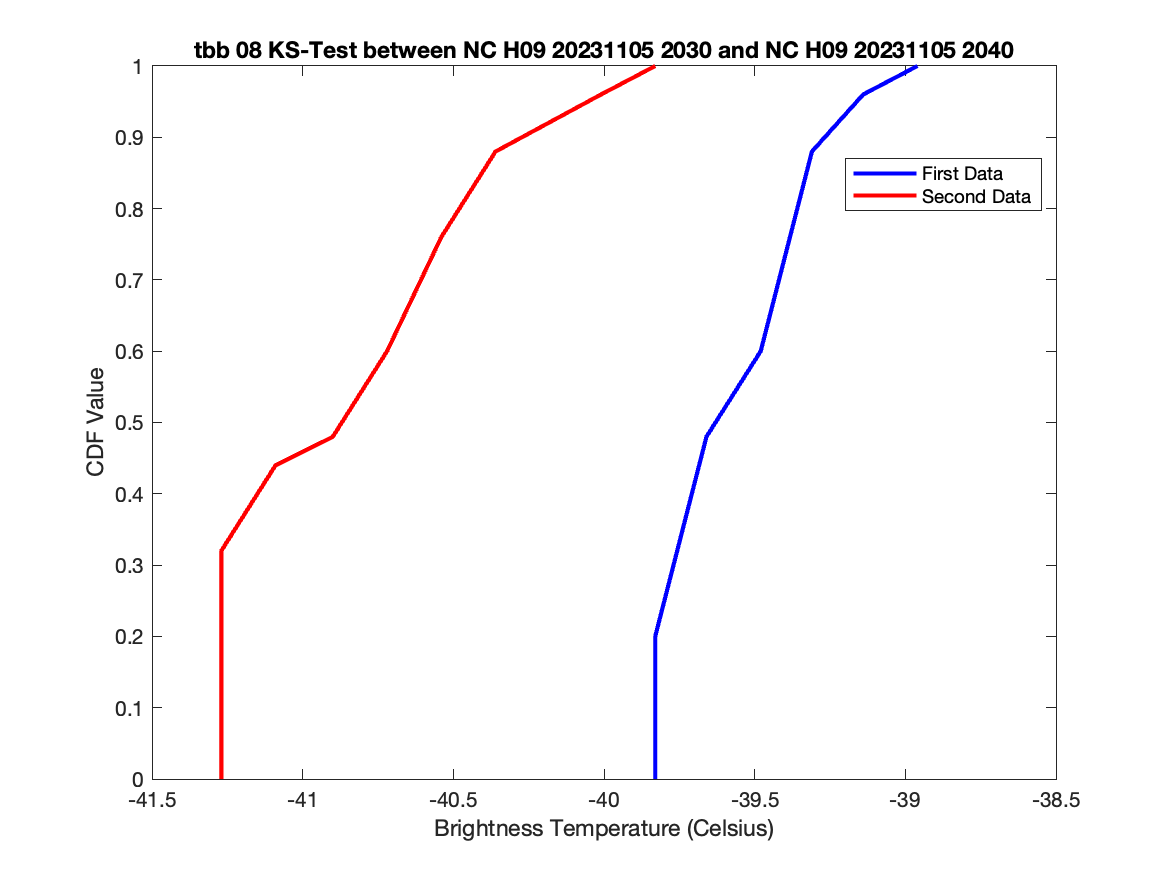 tbb 08 KS-Test between NC H09 20231105 2030 and NC H09 20231105 2040
1
0.9
0.8
0.7
0.6
0.5
0.4
0.3
0.2
0.1
0
CDF Value
First Data
Second Data
-41.5 -41 -40.5 -40 -39.5 -39 -38.5
Brightness Temperature (Celsius)